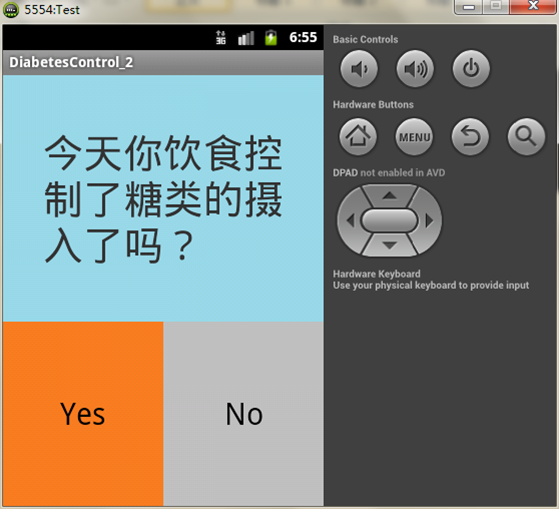 5554:Test
3G
6:55
DiabetesControl_2
今天你饮食控
制了糖类的摄
入了吗？
Yes
No
Basic Controls
Hardware Buttons
MENU
DPAD not enabled in AVD
Hardware Keyboard
Use your physical keyboard to provide input